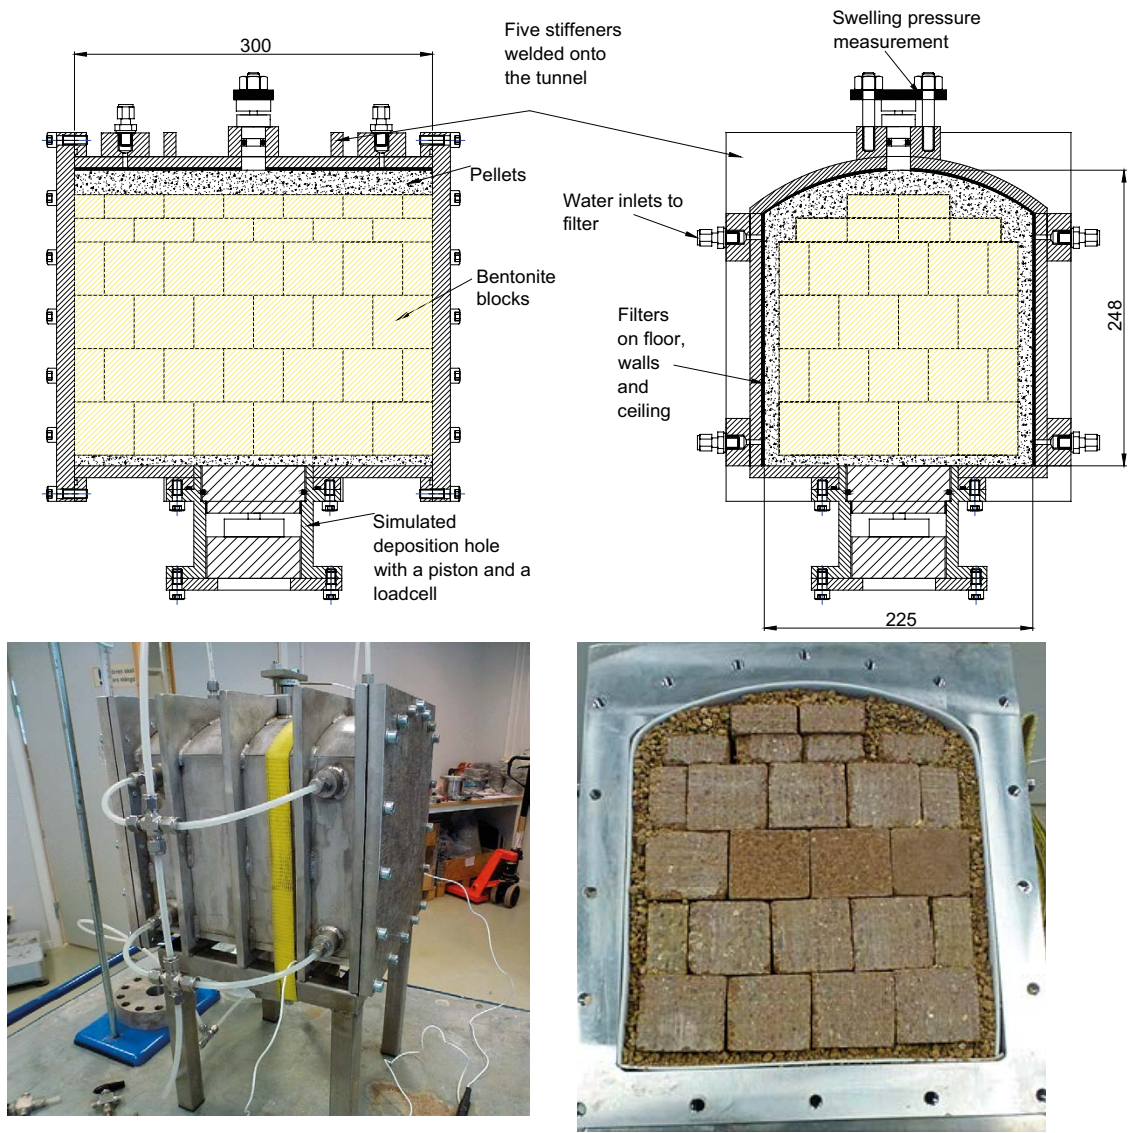 300
Five stiffeners
welded onto
the tunnel
Swelling pressure
measurement
Pellets
Water inlets to
filter
Bentonite
blocks
Filters
on floor,
walls
and
ceiling
248
Simulated
deposition hole
with a piston and a
loadcell
225